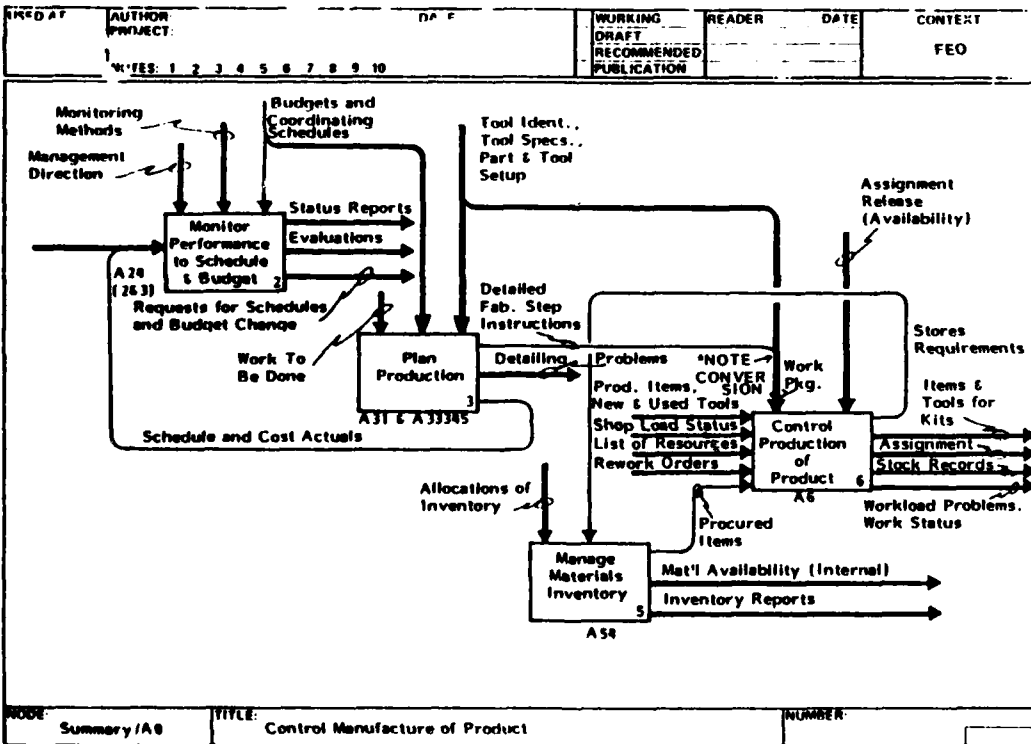 USED AT
AUTHOR
PROJECT:
DATE
NOTES: 1 2 3 4 5 6 7 8 9 10
WORKING
DRAFT
RECOMMENDED
PUBLICATION
READER
DATE
CONTEXT
FEO
Monitoring
Methods
Management
Direction
Budgets and
Coordinating
Schedules
Tool Ident.,
Tool Specs.,
Part & Tool
Setup
Assignment
Release
(Availability)
Monitor
Performance
to Schedule
& Budget
2
Status Reports
Evaluations
Requests for Schedules
and Budget Change
Work To
Be Done
Detailed
Fab. Step
Instructions
Plan
Production
3
A31 & A33345
Detailing
Problems
*NOTE
CONVER
SION
Work
Pkg.
Stores
Requirements
Schedule and Cost Actuals
Prod. Items,
New & Used Tools
Shop Load Status
List of Resources
Rework Orders
Control
Production
of
Product
6
A6
Items &
Tools for
Kits
Assignment
Stock Records
Workload Problems.
Work Status
Allocations of
Inventory
Procured
Items
Manage
Materials
Inventory
5
Mat'l Availability (Internal)
Inventory Reports
NODE:
TITLE:
Control Manufacture of Product
NUMBER